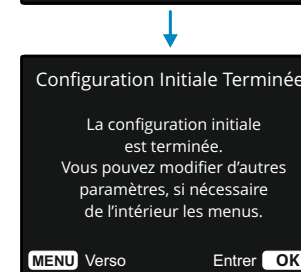 Configuration Initiale Terminée
La configuration initiale
est terminée.
Vous pouvez modifier d'autres
paramètres, si nécessaire
de l'intérieur les menus.
MENU Verso Entrer OK